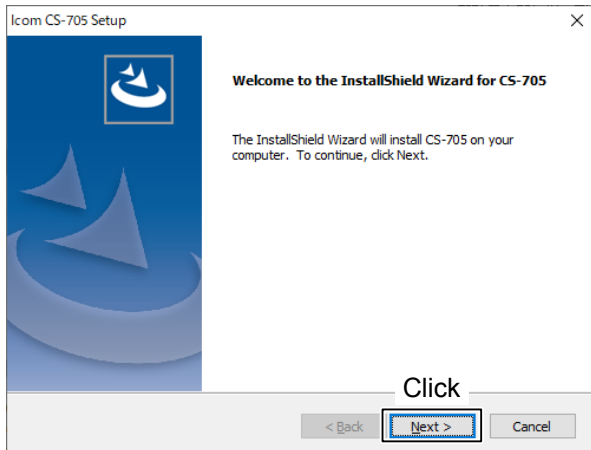 Icom CS-705 Setup
Welcome to the InstallShield Wizard for CS-705
The InstallShield Wizard will install CS-705 on your
computer. To continue, click Next.
Click
< Back
Next >
Cancel